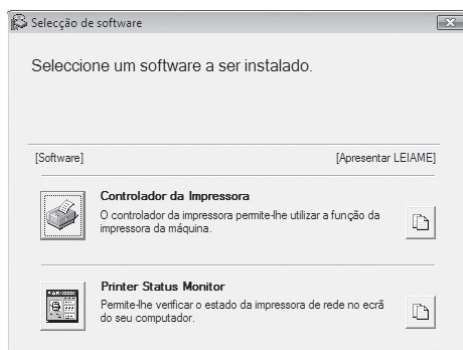 Selecção de software
Seleccione um software a ser instalado.
[Software] [Apresentar LEIAME]
Controlador da Impressora
O controlador da impressora permite-lhe utilizar a função da
impressora da máquina.
Printer Status Monitor
Permite-lhe verificar o estado da impressora de rede no ecrã
do seu computador.